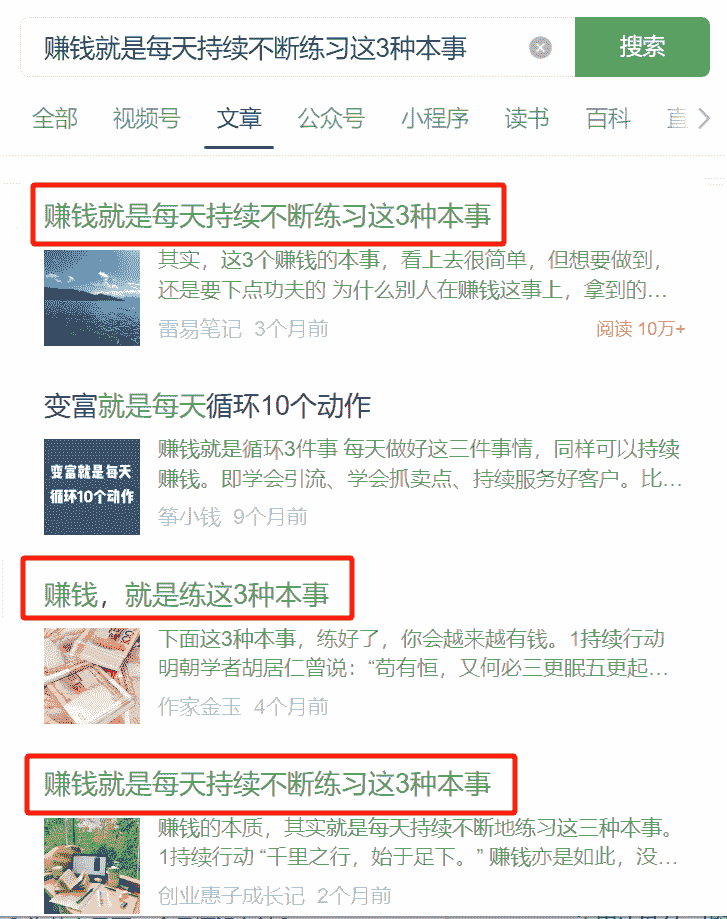 赚钱就是每天持续不断练习这3种本事
搜索
全部 视频号 文章 公众号 小程序 读书 百科 直
赚钱就是每天持续不断练习这3种本事
其实，这3个赚钱的本事，看上去很简单，但想要做到，
还是要下点功夫的 为什么别人在赚钱这事上，拿到的...
雷易笔记 3个月前 阅读 10万+
变富就是每天循环10个动作
变富就是每天
循环10个动作
赚钱就是循环3件事 每天做好这三件事情，同样可以持续
赚钱。即学会引流、学会抓卖点、持续服务好客户。比...
筝小钱 9个月前
赚钱，就是练这3种本事
下面这3种本事，练好了，你会越来越有钱。1持续行动
明朝学者胡居仁曾说：“苟有恒，又何必三更眠五更起...
作家金玉 4个月前
赚钱就是每天持续不断练习这3种本事
赚钱的本质，其实就是每天持续不断地练习这三种本事。
1持续行动 “千里之行，始于足下。” 赚钱亦是如此，没...
创业惠子成长记 2个月前